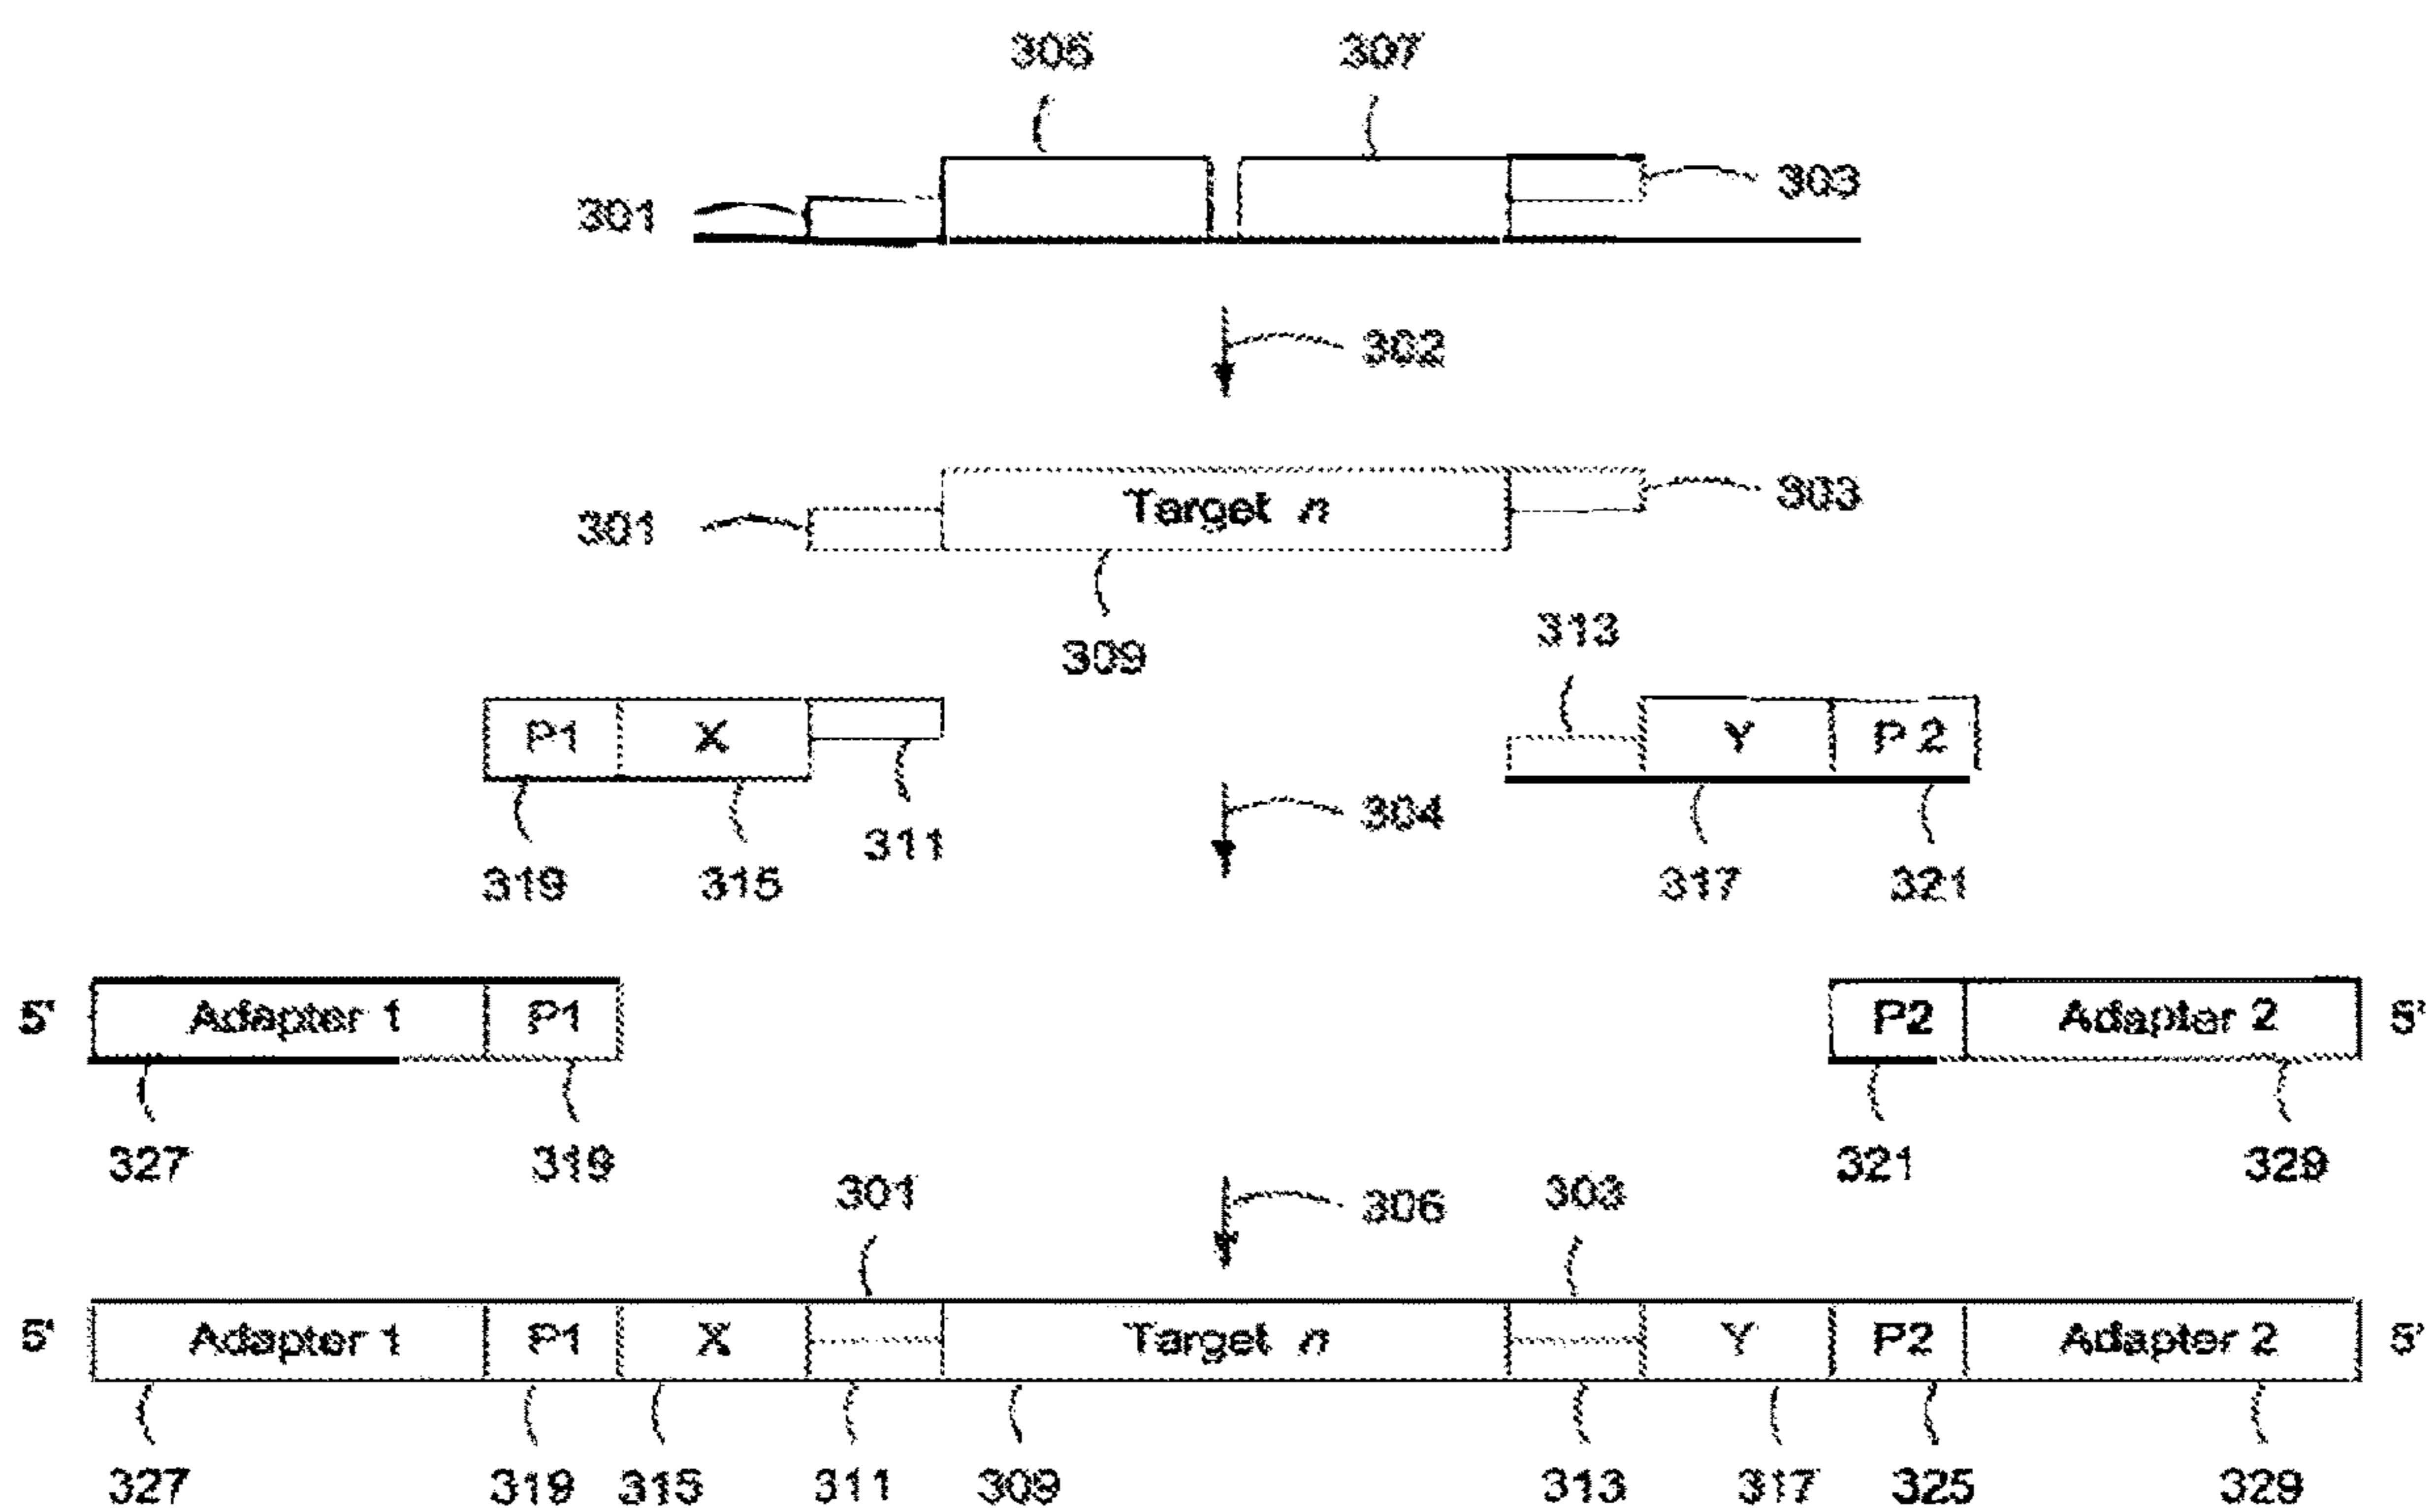 305 307
301 303
302
301 Target n 303
309
313
P1 X Y P 2
304
311
319 315 317 321
5' Adapter 1 P1 P2 Adapter 2 5'
327 319 321 329
301 306 303
5' Adapter 1 P1 X Target n Y P2 Adapter 2 5'
327 319 315 311 309 313 317 325 329